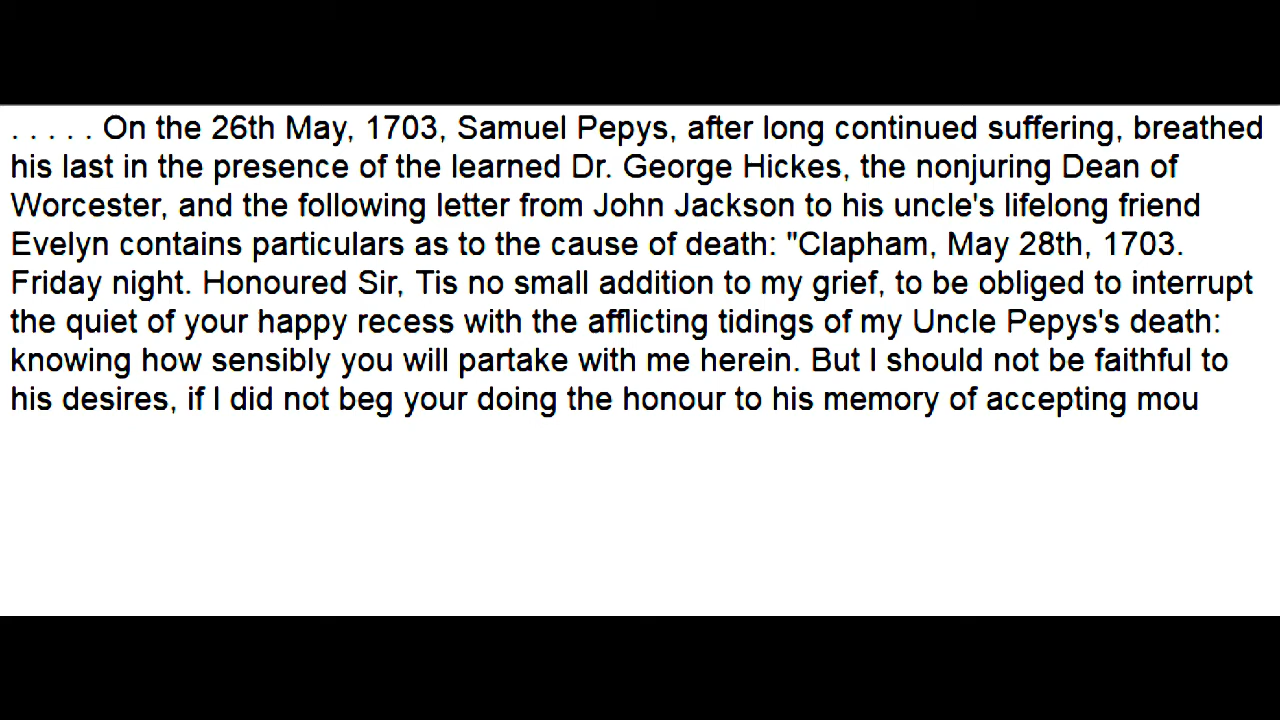 . . . . . On the 26th May, 1703, Samuel Pepys, after long continued suffering, breathed
his last in the presence of the learned Dr. George Hickes, the nonjuring Dean of
Worcester, and the following letter from John Jackson to his uncle's lifelong friend
Evelyn contains particulars as to the cause of death: "Clapham, May 28th, 1703.
Friday night. Honoured Sir, Tis no small addition to my grief, to be obliged to interrupt
the quiet of your happy recess with the afflicting tidings of my Uncle Pepys's death:
knowing how sensibly you will partake with me herein. But I should not be faithful to
his desires, if I did not beg your doing the honour to his memory of accepting mou